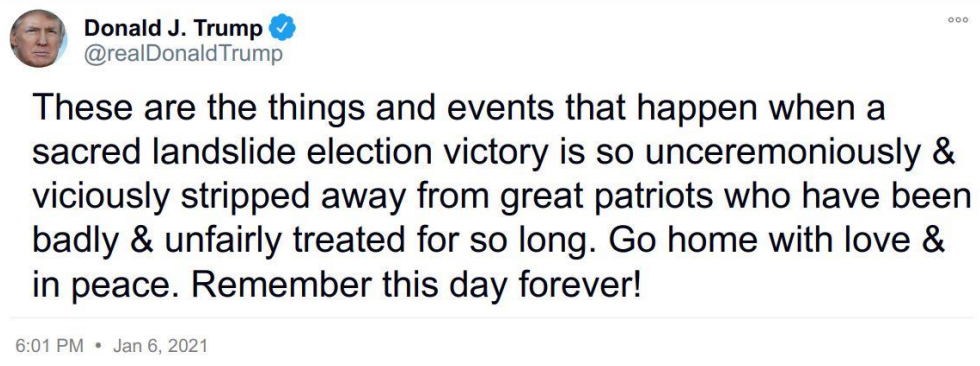 Donald J. Trump
@realDonaldTrump
These are the things and events that happen when a
sacred landslide election victory is so unceremoniously &
viciously stripped away from great patriots who have been
badly & unfairly treated for so long. Go home with love &
in peace. Remember this day forever!
6:01 PM • Jan 6, 2021